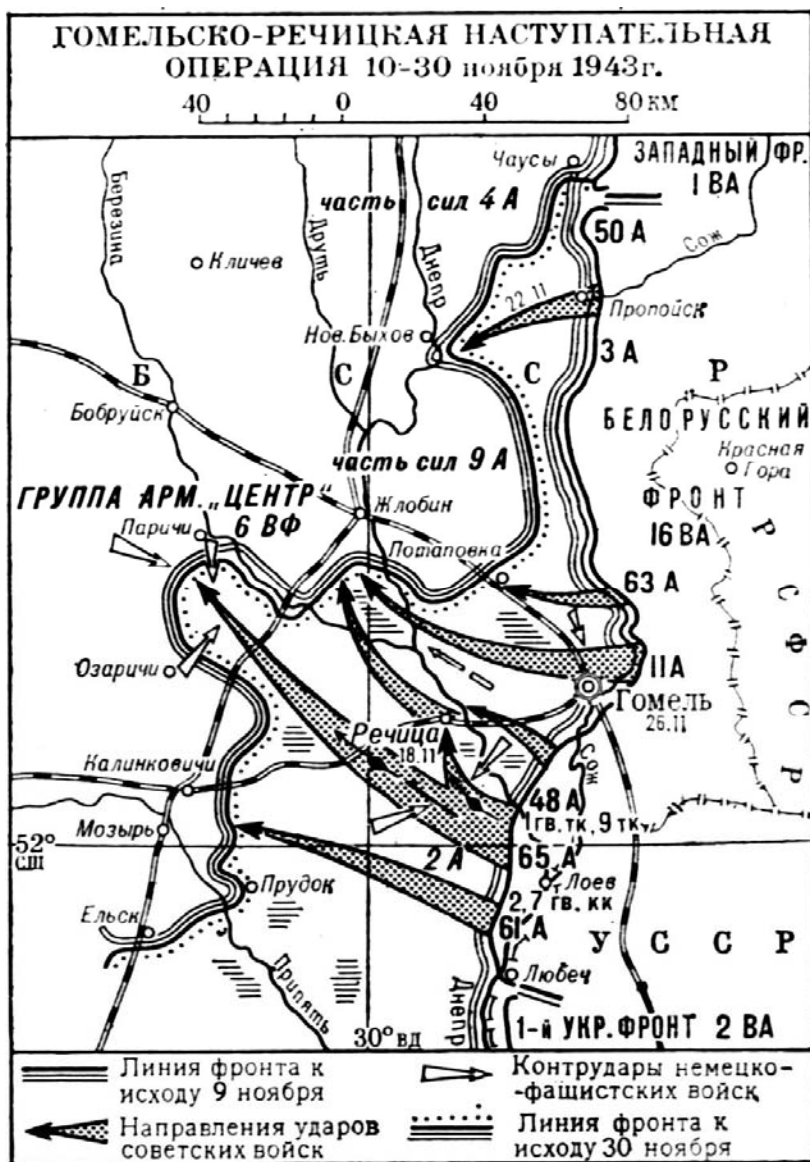 ГОМЕЛЬСКО-РЕЧИЦКАЯ НАСТУПАТЕЛЬНАЯ
ОПЕРАЦИЯ 10-30 ноября 1943г.
40 0 40 80 КМ
Чаусы
ЗАПАДНЫЙ ФР.
1 ВА
Березина
Друть
часть сил 4 А
Днепр
50 А
Сож
Кличев
22.11
Пропойск
Нов. Быхов
3 А
Б С С Р
Бобруйск
БЕЛОРУССКИЙ
ФРОНТ
16 ВА
Красная
Гора
часть сил 9 А
ГРУППА АРМ. „ЦЕНТР"
6 ВФ
Жлобин
Паричи
Потаповка
63 А
Р С Ф С Р
11 А
Озаричи
Гомель
26.11
Речица
18.11
Сож
Калинковичи
48 А
1 гв. тк, 9 тк
Мозырь
52°
СШ
2 А
65 А
Лоев
2, 7 гв. кк
Прудок
Ельск
61 А
У С С Р
Любеч
Припять
Днепр
30° ВД
1-й УКР. ФРОНТ 2 ВА
Линия фронта к
исходу 9 ноября
Контрудары немецко-
-фашистских войск
Направления ударов
советских войск
Линия фронта к
исходу 30 ноября